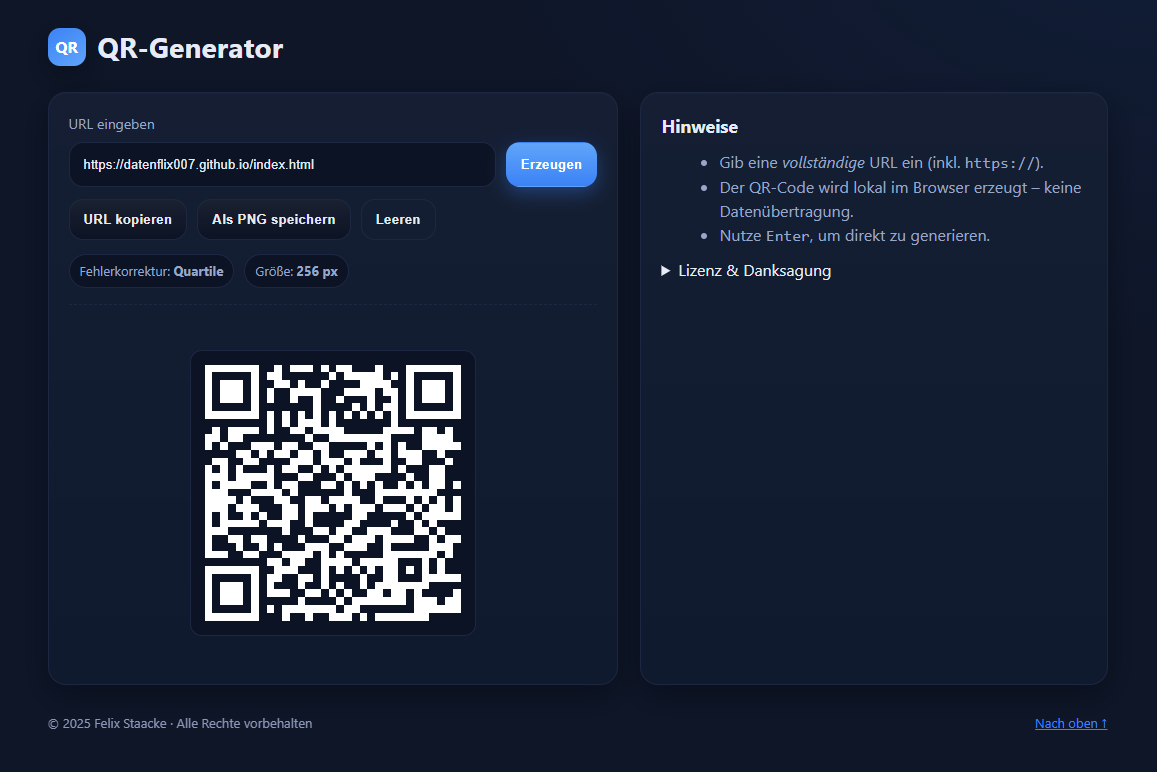 QR QR-Generator
URL eingeben
https://datenflix007.github.io/index.html
Erzeugen
URL kopieren
Als PNG speichern
Leeren
Fehlerkorrektur: Quartile
Größe: 256 px
Hinweise
• Gib eine vollständige URL ein (inkl. https://).
• Der QR-Code wird lokal im Browser erzeugt – keine
Datenübertragung.
• Nutze Enter, um direkt zu generieren.
▶ Lizenz & Danksagung
© 2025 Felix Staacke · Alle Rechte vorbehalten
Nach oben ↑